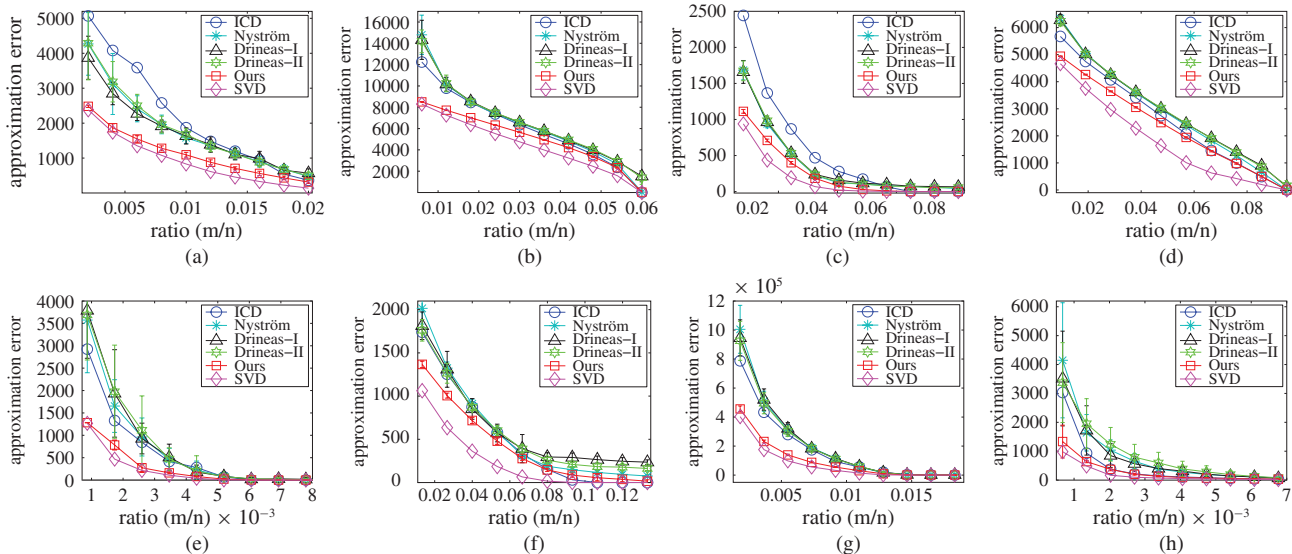 approximation error
5000
4000
3000
2000
1000
0.005 0.01 0.015 0.02
ratio (m/n)
(a)
ICD
Nyström
Drineas–I
Drineas–II
Ours
SVD
approximation error
16000
14000
12000
10000
8000
6000
4000
2000
0
0.01 0.02 0.03 0.04 0.05 0.06
ratio (m/n)
(b)
ICD
Nyström
Drineas–I
Drineas–II
Ours
SVD
approximation error
2500
2000
1500
1000
500
0
0.02 0.04 0.06 0.08
ratio (m/n)
(c)
ICD
Nyström
Drineas–I
Drineas–II
Ours
SVD
approximation error
6000
5000
4000
3000
2000
1000
0
0.02 0.04 0.06 0.08
ratio (m/n)
(d)
ICD
Nyström
Drineas–I
Drineas–II
Ours
SVD
approximation error
4000
3500
3000
2500
2000
1500
1000
500
0
1 2 3 4 5 6 7 8
ratio (m/n) × 10⁻³
(e)
ICD
Nyström
Drineas–I
Drineas–II
Ours
SVD
approximation error
2000
1500
1000
500
0
0.02 0.04 0.06 0.08 0.10 0.12
ratio (m/n)
(f)
ICD
Nyström
Drineas–I
Drineas–II
Ours
SVD
× 10⁵
approximation error
12
10
8
6
4
2
0
0.005 0.01 0.015
ratio (m/n)
(g)
ICD
Nyström
Drineas–I
Drineas–II
Ours
SVD
approximation error
6000
5000
4000
3000
2000
1000
0
1 2 3 4 5 6 7
ratio (m/n) × 10⁻³
(h)
ICD
Nyström
Drineas–I
Drineas–II
Ours
SVD